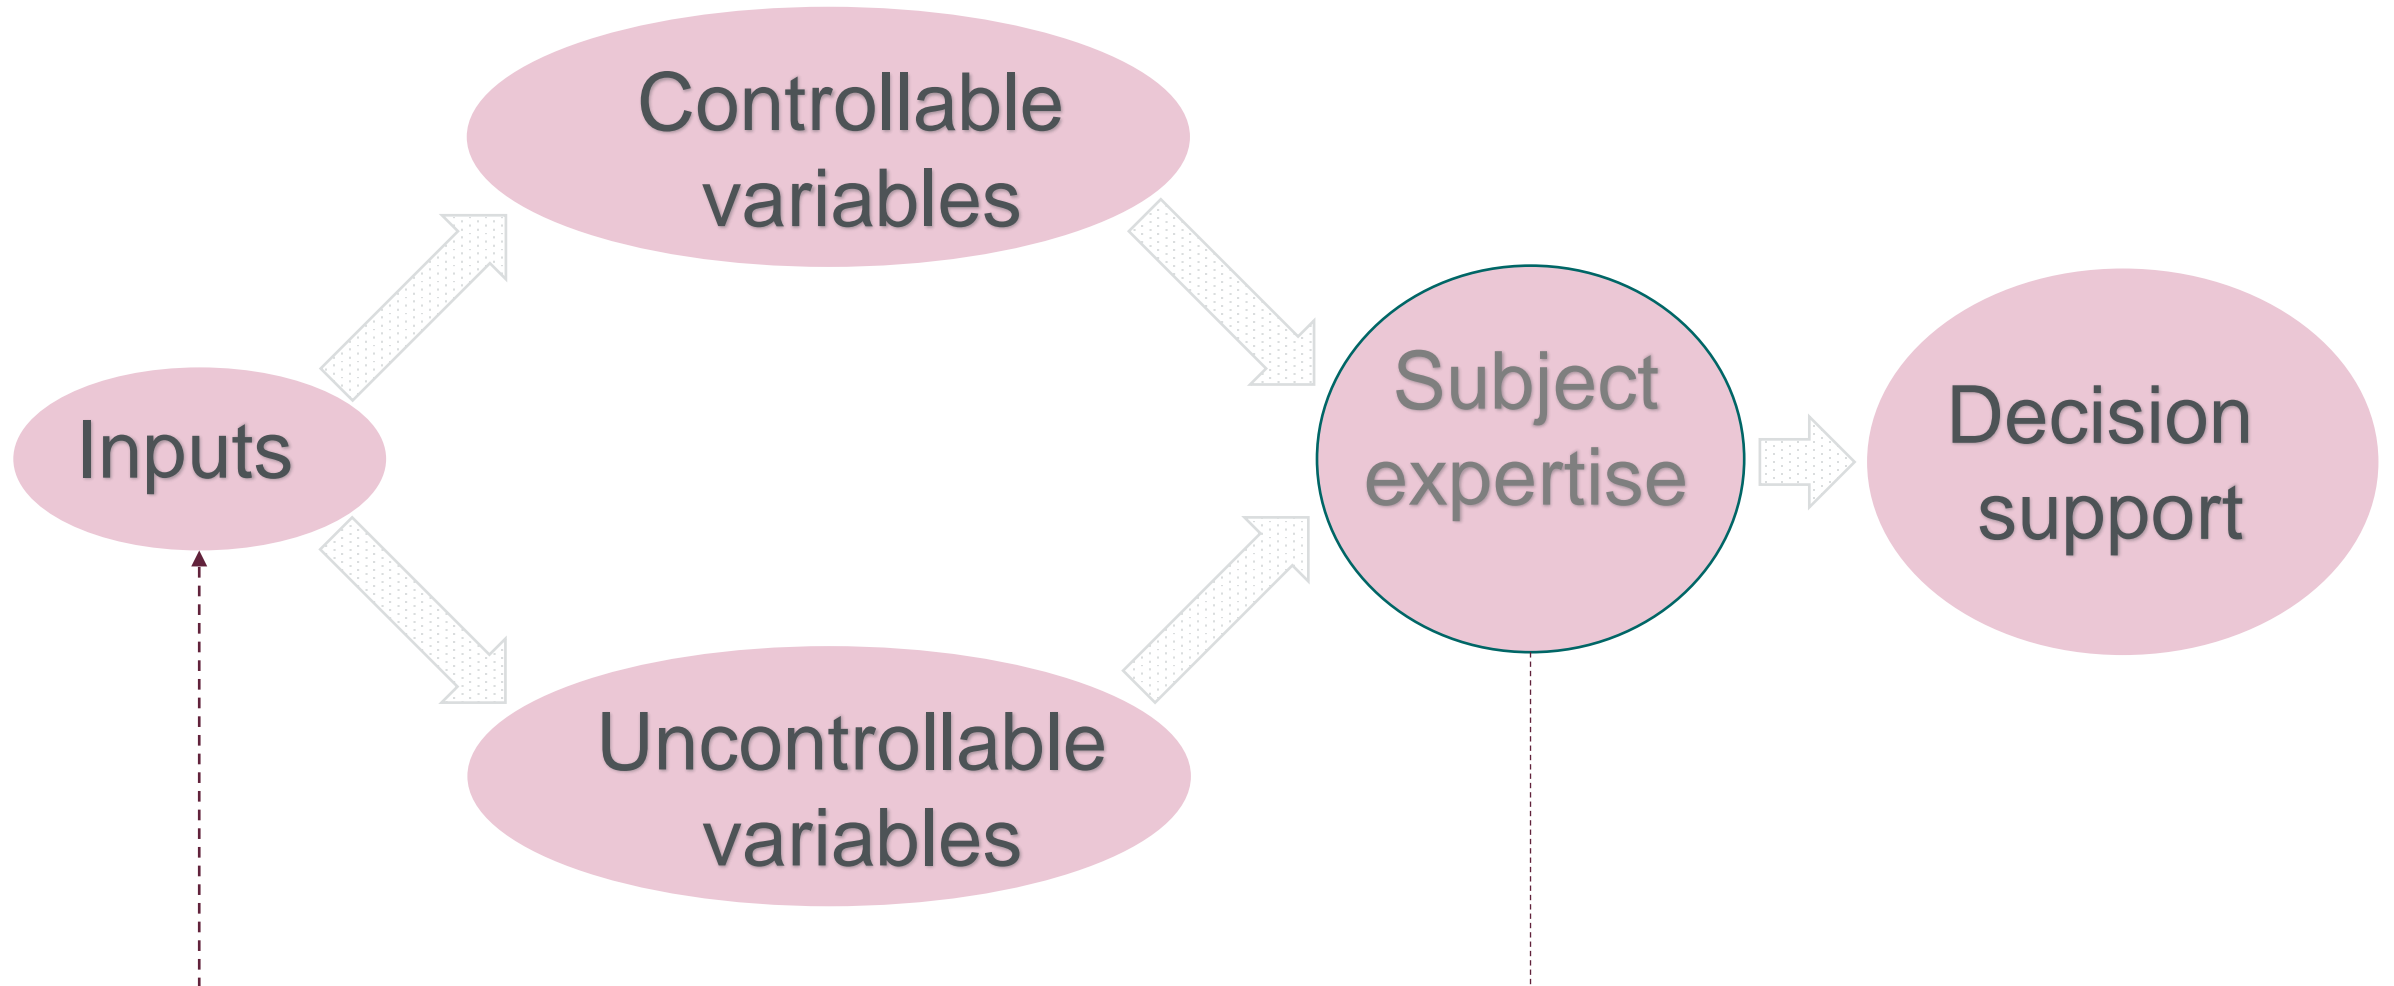 Controllable
variables
Inputs
Subject
expertise
Decision
support
Uncontrollable
variables